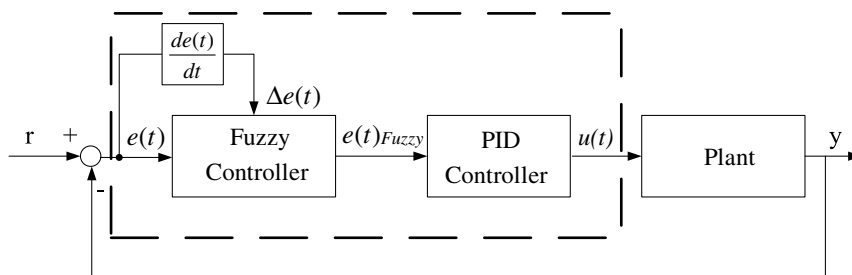 de(t)
dt
Δe(t)
r
+
-
e(t)
Fuzzy
Controller
e(t)Fuzzy
PID
Controller
u(t)
Plant
y